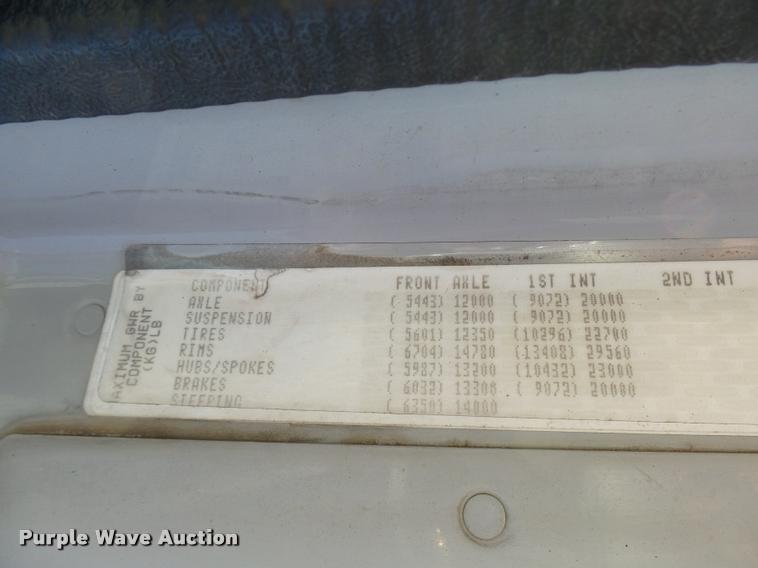 AXIMUM GWR BY
COMPONENT
(KG)LB
COMPONENT FRONT AXLE 1ST INT 2ND INT
AXLE ( 5443) 12000 ( 9072) 20000
SUSPENSION ( 5443) 12000 ( 9072) 20000
TIRES ( 5601) 12350 (10296) 22700
RIMS ( 6704) 14780 (13408) 29560
HUBS/SPOKES ( 5987) 13200 (10432) 23000
BRAKES ( 6032) 13300 ( 9072) 20000
STEERING ( 6350) 14000
Purple Wave Auction